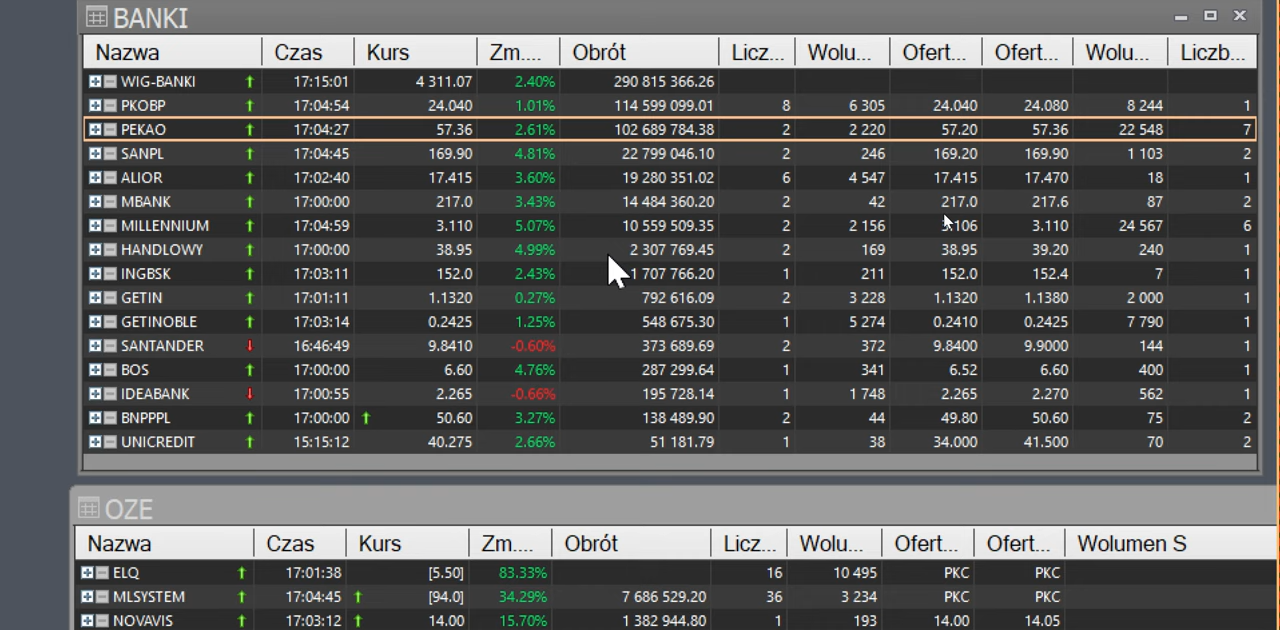 BANKI
Nazwa Czas Kurs Zm.... Obrót Licz... Wolu... Ofert... Ofert... Wolu... Liczb...
WIG-BANKI 17:15:01 4 311.07 2.40% 290 815 366.26
PKOBP 17:04:54 24.040 1.01% 114 599 099.01 8 6 305 24.040 24.080 8 244 1
PEKAO 17:04:27 57.36 2.61% 102 689 784.38 2 2 220 57.20 57.36 22 548 7
SANPL 17:04:45 169.90 4.81% 22 799 046.10 2 246 169.20 169.90 1 103 2
ALIOR 17:02:40 17.415 3.60% 19 280 351.02 6 4 547 17.415 17.470 18 1
MBANK 17:00:00 217.0 3.43% 14 484 360.20 2 42 217.0 217.6 87 2
MILLENNIUM 17:04:59 3.110 5.07% 10 559 509.35 2 2 156 3.106 3.110 24 567 6
HANDLOWY 17:00:00 38.95 4.99% 2 307 769.45 2 169 38.95 39.20 240 1
INGBSK 17:03:11 152.0 2.43% 1 707 766.20 1 211 152.0 152.4 7 1
GETIN 17:01:11 1.1320 0.27% 792 616.09 2 3 228 1.1320 1.1380 2 000 1
GETINOBLE 17:03:14 0.2425 1.25% 548 675.30 1 5 274 0.2410 0.2425 7 790 1
SANTANDER 16:46:49 9.8410 -0.60% 373 689.69 2 372 9.8400 9.9000 144 1
BOS 17:00:00 6.60 4.76% 287 299.64 1 341 6.52 6.60 400 1
IDEABANK 17:00:55 2.265 -0.66% 195 728.14 1 1 748 2.265 2.270 562 1
BNPPPL 17:00:00 50.60 3.27% 138 489.90 2 44 49.80 50.60 75 2
UNICREDIT 15:15:12 40.275 2.66% 51 181.79 1 38 34.000 41.500 70 2
OZE
Nazwa Czas Kurs Zm.... Obrót Licz... Wolu... Ofert... Ofert... Wolumen S
ELQ 17:01:38 [5.50] 83.33% 16 10 495 PKC PKC
MLSYSTEM 17:04:45 [94.0] 34.29% 7 686 529.20 36 3 234 PKC PKC
NOVAVIS 17:03:12 14.00 15.70% 1 382 944.80 1 193 14.00 14.05